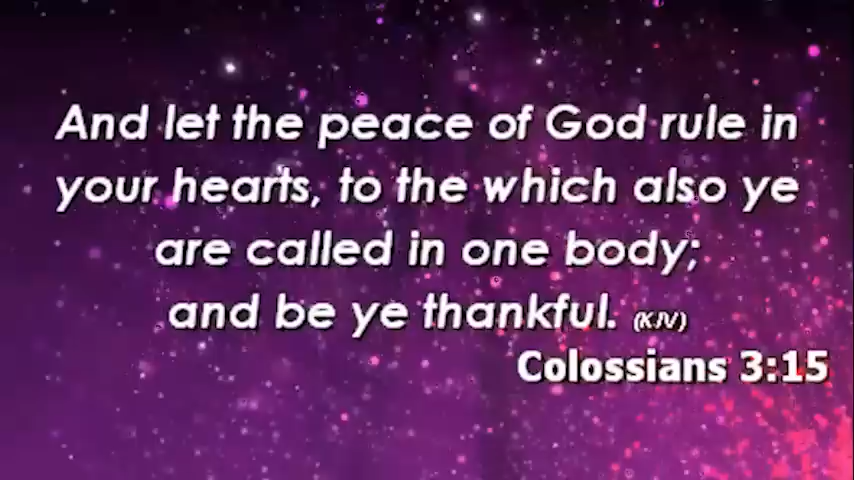 And let the peace of God rule in
your hearts, to the which also ye
are called in one body;
and be ye thankful. (KJV)
Colossians 3:15